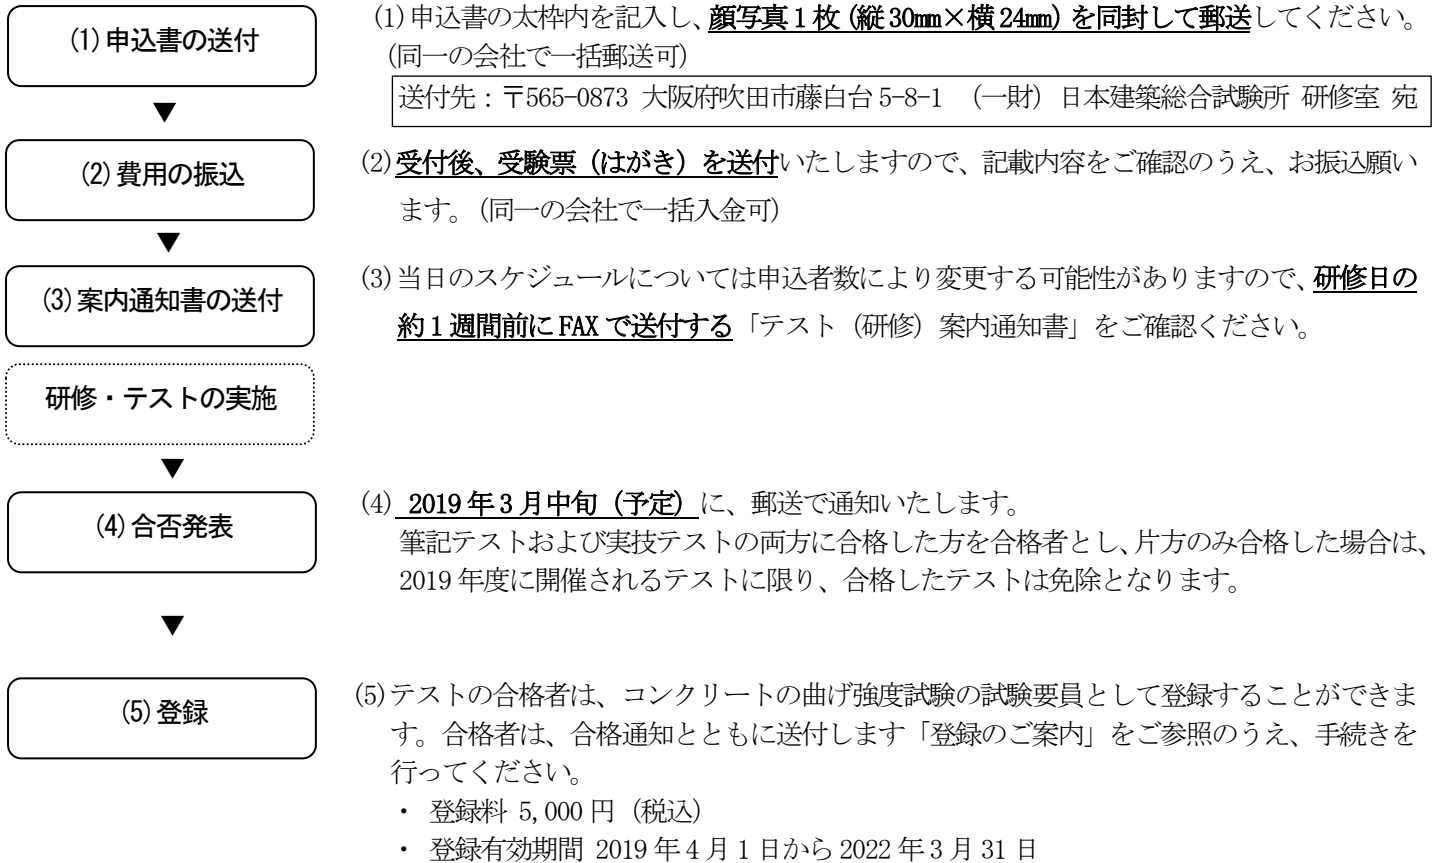 (1)申込書の送付
(1)申込書の太枠内を記入し、顔写真1枚(縦30㎜×横24㎜)を同封して郵送してください。
(同一の会社で一括郵送可)
送付先:〒565-0873 大阪府吹田市藤白台5-8-1 (一財)日本建築総合試験所 研修室 宛
▼
(2)費用の振込
(2)受付後、受験票(はがき)を送付いたしますので、記載内容をご確認のうえ、お振込願い
ます。(同一の会社で一括入金可)
▼
(3)案内通知書の送付
(3)当日のスケジュールについては申込者数により変更する可能性がありますので、研修日の
約1週間前にFAXで送付する「テスト(研修)案内通知書」をご確認ください。
研修・テストの実施
▼
(4)合否発表
(4) 2019年3月中旬(予定)に、郵送で通知いたします。
筆記テストおよび実技テストの両方に合格した方を合格者とし、片方のみ合格した場合は、
2019年度に開催されるテストに限り、合格したテストは免除となります。
▼
(5)登録
(5)テストの合格者は、コンクリートの曲げ強度試験の試験要員として登録することができま
す。合格者は、合格通知とともに送付します「登録のご案内」をご参照のうえ、手続きを
行ってください。
・ 登録料 5,000円(税込)
・ 登録有効期間 2019年4月1日から2022年3月31日